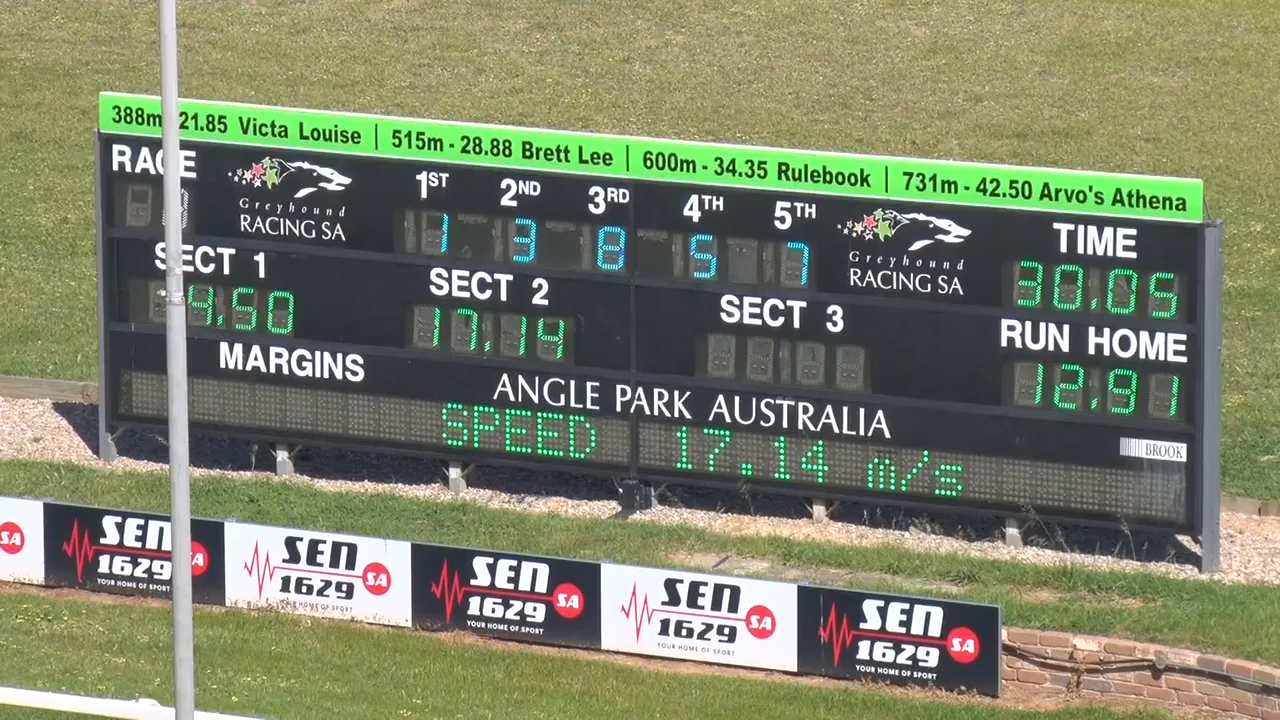 388m 21.85 Victa Louise | 515m - 28.88 Brett Lee | 600m - 34.35 Rulebook | 731m - 42.50 Arvo's Athena
RACE
Greyhound
RACING SA
1ST 2ND 3RD 4TH 5TH
1 3 8 5 7
Greyhound
RACING SA
TIME
30.05
SECT 1
4.50
SECT 2
17.14
SECT 3
RUN HOME
12.91
MARGINS
ANGLE PARK AUSTRALIA
BROOK
SPEED 17.14 m/s
SA
SEN SA
1629
YOUR HOME OF SPORT
SEN SA
1629
YOUR HOME OF SPORT
SEN SA
1629
YOUR HOME OF SPORT
SEN SA
1629
YOUR HOME OF SPORT
SEN SA
1629
YOUR HOME OF SPORT